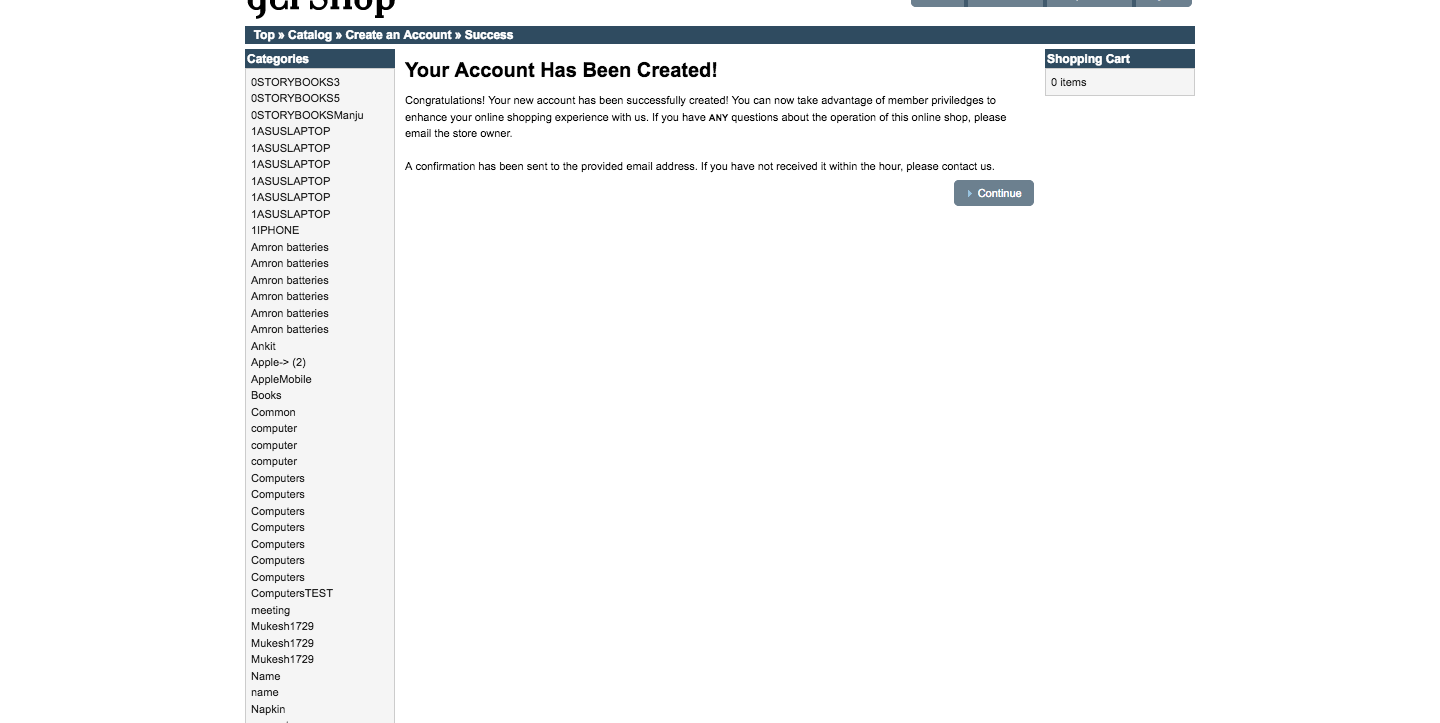 Shop
Top » Catalog » Create an Account » Success
Categories
0STORYBOOKS3
0STORYBOOKS5
0STORYBOOKSManju
1ASUSLAPTOP
1ASUSLAPTOP
1ASUSLAPTOP
1ASUSLAPTOP
1ASUSLAPTOP
1ASUSLAPTOP
1IPHONE
Amron batteries
Amron batteries
Amron batteries
Amron batteries
Amron batteries
Amron batteries
Ankit
Apple-> (2)
AppleMobile
Books
Common
computer
computer
computer
Computers
Computers
Computers
Computers
Computers
Computers
Computers
ComputersTEST
meeting
Mukesh1729
Mukesh1729
Mukesh1729
Name
name
Napkin
Your Account Has Been Created!
Congratulations! Your new account has been successfully created! You can now take advantage of member priviledges to
enhance your online shopping experience with us. If you have ANY questions about the operation of this online shop, please
email the store owner.
A confirmation has been sent to the provided email address. If you have not received it within the hour, please contact us.
Continue
Shopping Cart
0 items